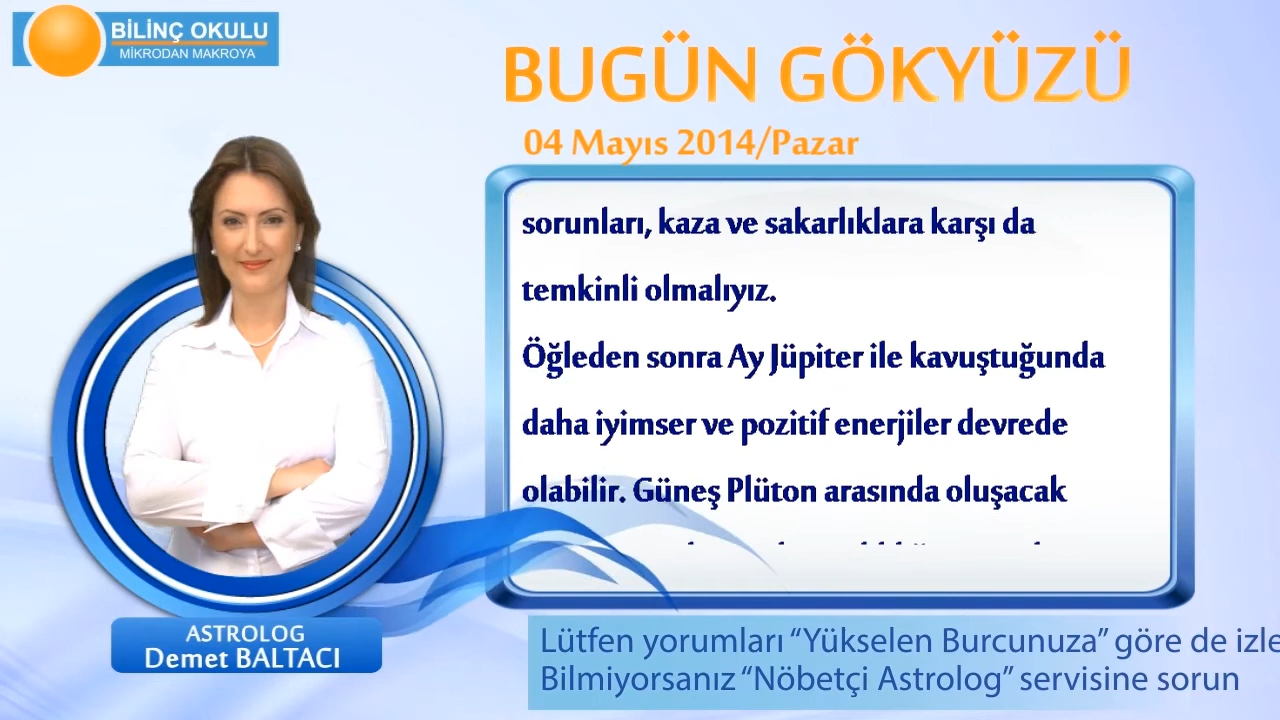 BİLİNÇ OKULU
MİKRODAN MAKROYA
BUGÜN GÖKYÜZÜ
04 Mayıs 2014/Pazar
sorunları, kaza ve sakarlıklara karşı da
temkinli olmalıyız.
Öğleden sonra Ay Jüpiter ile kavuştuğunda
daha iyimser ve pozitif enerjiler devrede
olabilir. Güneş Plüton arasında oluşacak
ASTROLOG
Demet BALTACI
Lütfen yorumları “Yükselen Burcunuza” göre de izle
Bilmiyorsanız “Nöbetçi Astrolog” servisine sorun